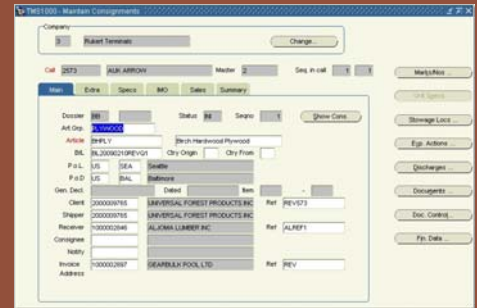 TMS1000 - Maintain Consignments
Company
3 Rukert Terminals Change...
Call 2573 AUK ARROW Master 2 Seq. in call 1 1
Main Extra Specs IMO Sales Summary
Dossier BB Status INI Seqno 1 Show Cons.
Art.Grp. PLYWOOD
Article BHPLY Birch Hardwood Plywood
B/L BL20090210REVQ1 Ctry Origin Ctry From
P.o.L. US SEA Seattle
P.o.D US BAL Baltimore
Gen. Decl. Dated Item -
Client 2000009765 UNIVERSAL FOREST PRODUCTS INC Ref REV573
Shipper 2000009765 UNIVERSAL FOREST PRODUCTS INC
Receiver 1000002846 ALJOMA LUMBER INC Ref ALREF1
Consignee
Notify
Invoice Address 1000002897 GEARBULK POOL LTD Ref REV
Marks/Nos ...
Unit Specs
Stowage Locs ...
Eqp. Actions ...
Discharges ...
Documents ...
Doc. Control...
Fin. Data ...